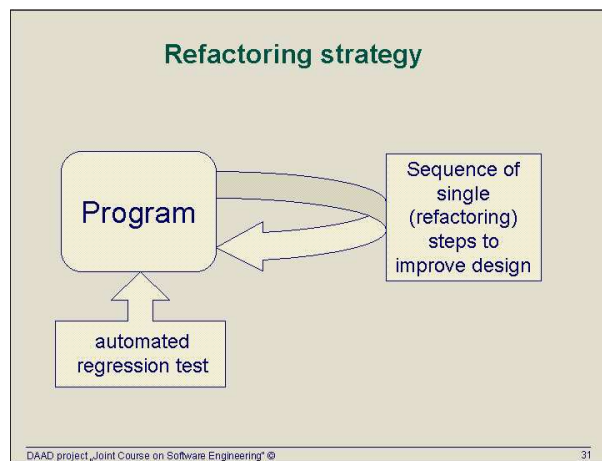 Refactoring strategy
Program
Sequence of
single
(refactoring)
steps to
improve design
automated
regression test
DAAD project „Joint Course on Software Engineering" ©
31